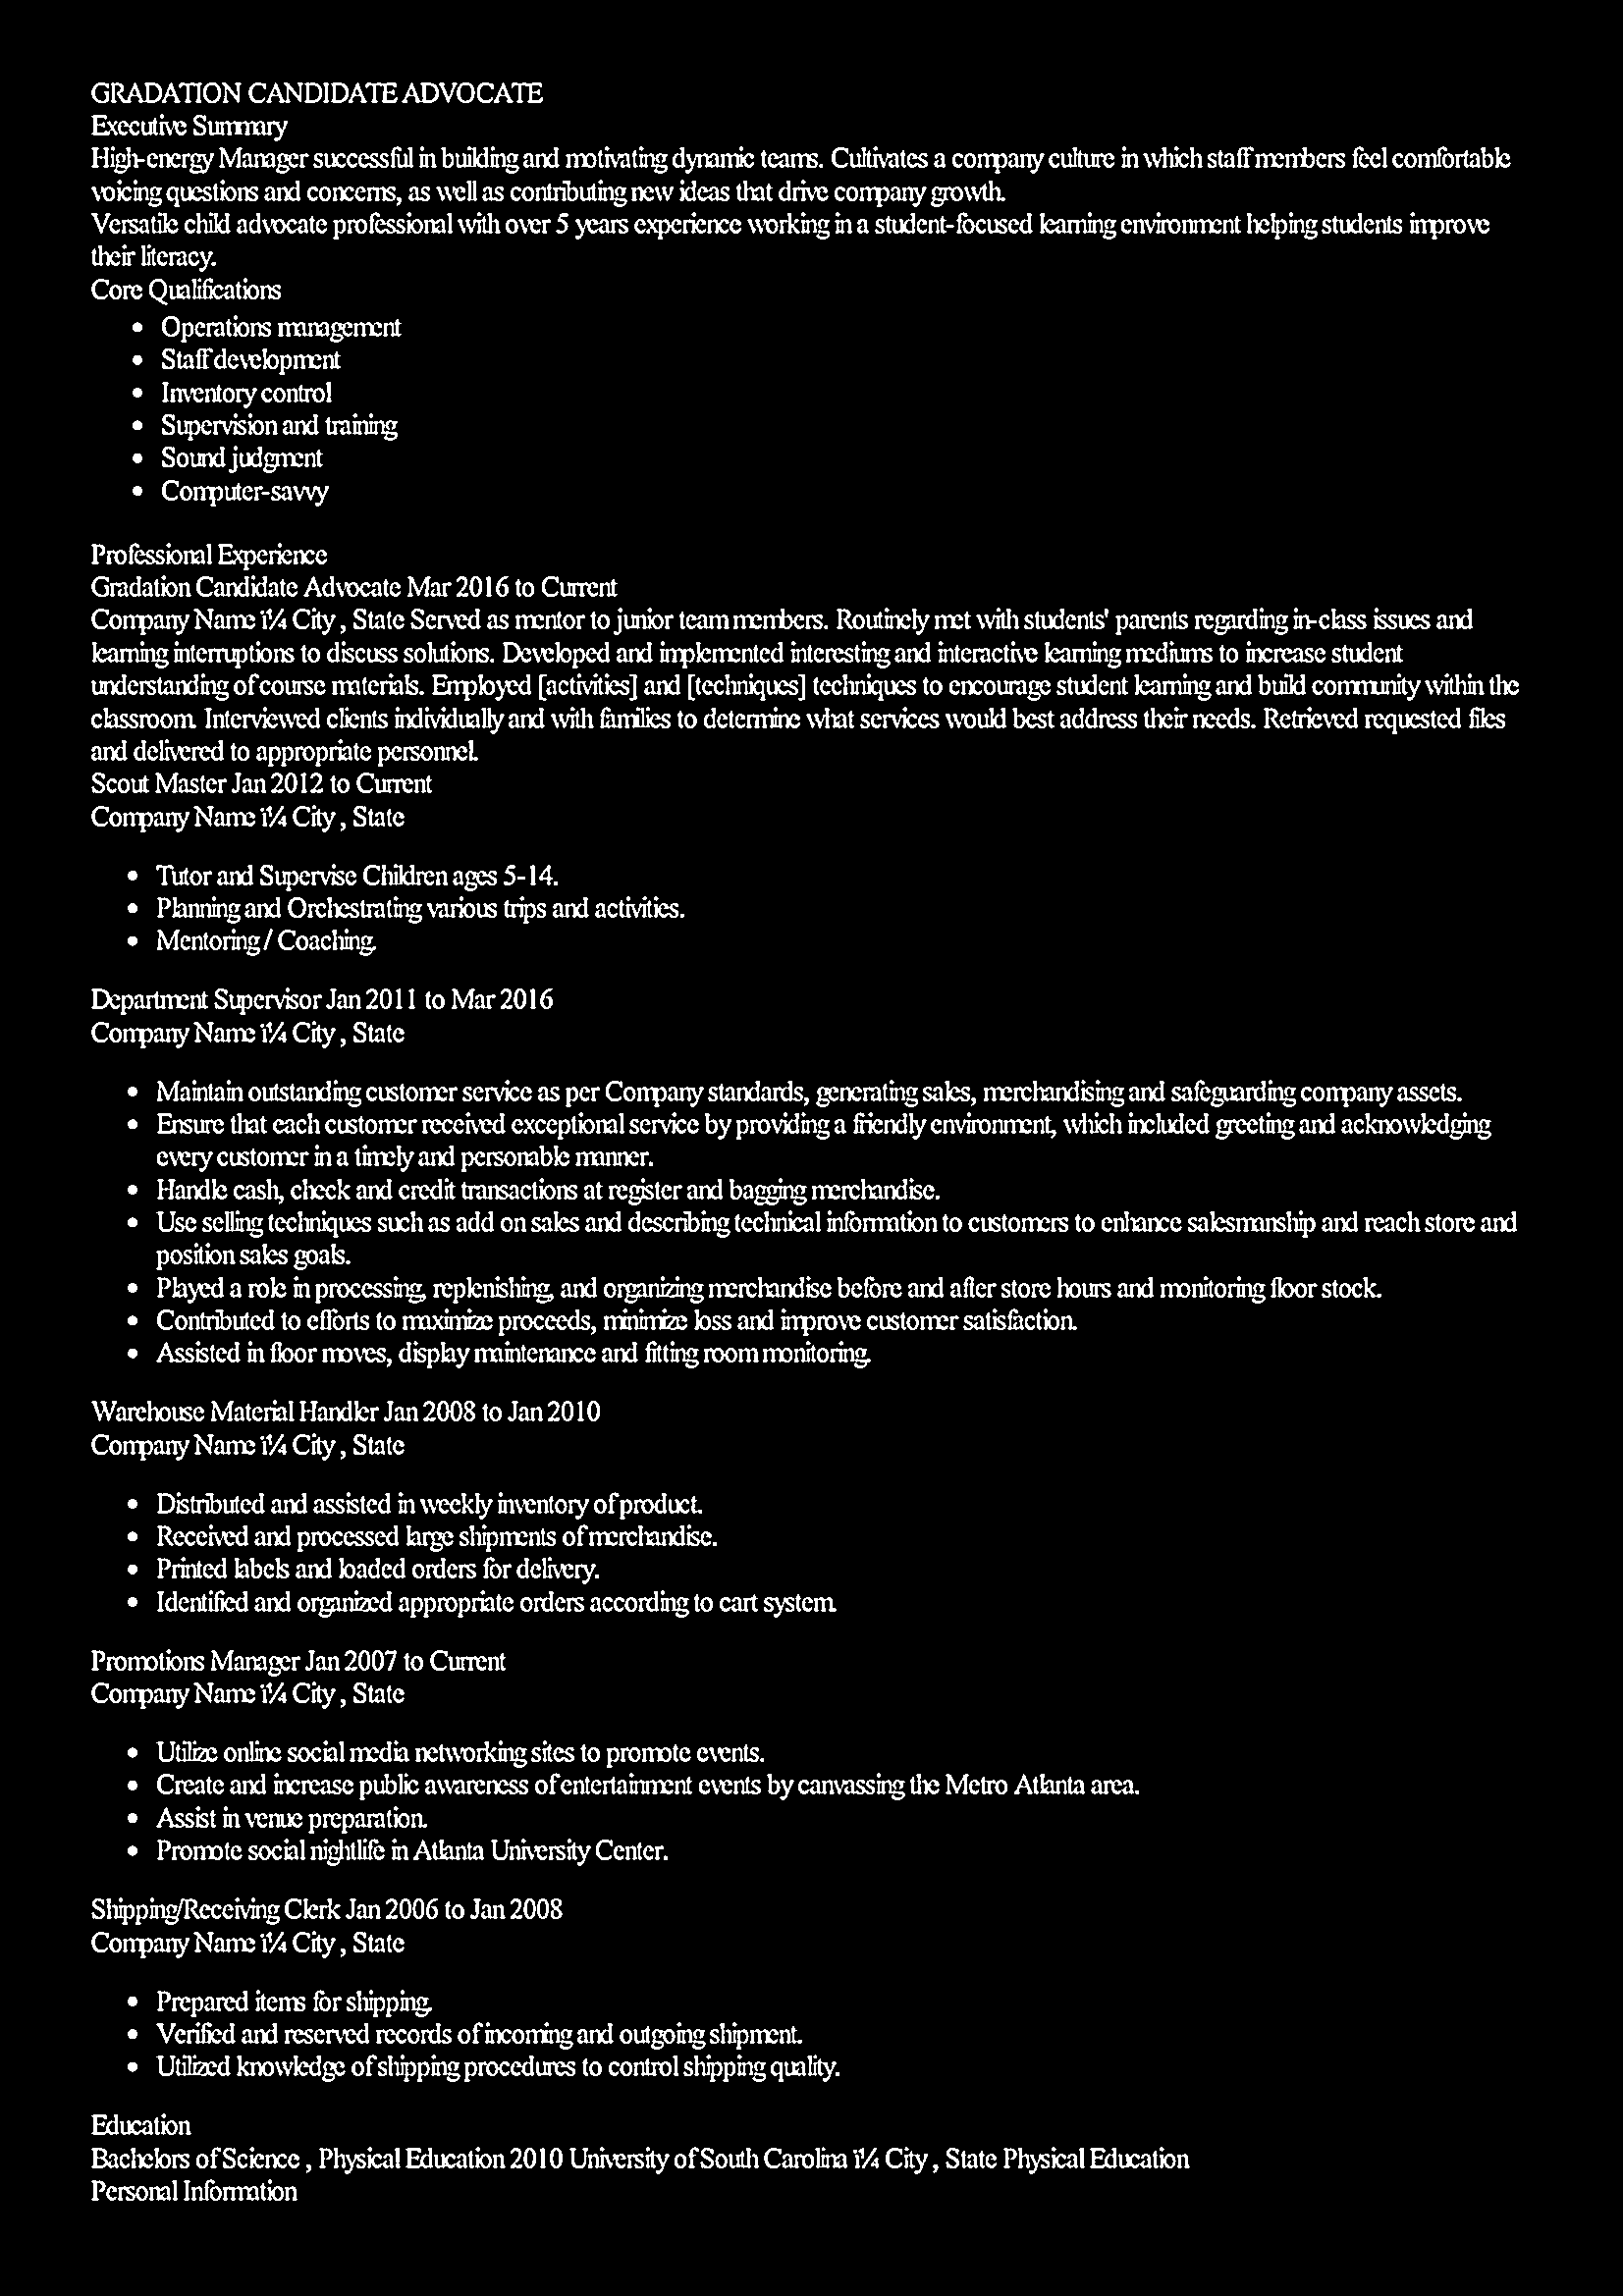 GRADATION CANDIDATE ADVOCATE
Executive Summary
High-energy Manager successful in building and motivating dynamic teams. Cultivates a company culture in which staff members feel comfortable
voicing questions and concerns, as well as contributing new ideas that drive company growth.
Versatile child advocate professional with over 5 years experience working in a student-focused learning environment helping students improve
their literacy.
Core Qualifications
• Operations management
• Staff development
• Inventory control
• Supervision and training
• Sound judgment
• Computer-savvy
Professional Experience
Gradation Candidate Advocate Mar 2016 to Current
Company Name ï¼ City , State Served as mentor to junior team members. Routinely met with students' parents regarding in-class issues and
learning interruptions to discuss solutions. Developed and implemented interesting and interactive learning mediums to increase student
understanding of course materials. Employed [activities] and [techniques] techniques to encourage student learning and build community within the
classroom. Interviewed clients individually and with families to determine what services would best address their needs. Retrieved requested files
and delivered to appropriate personnel.
Scout Master Jan 2012 to Current
Company Name ï¼ City , State
• Tutor and Supervise Children ages 5-14.
• Planning and Orchestrating various trips and activities.
• Mentoring / Coaching.
Department Supervisor Jan 2011 to Mar 2016
Company Name ï¼ City , State
• Maintain outstanding customer service as per Company standards, generating sales, merchandising and safeguarding company assets.
• Ensure that each customer received exceptional service by providing a friendly environment, which included greeting and acknowledging
every customer in a timely and personable manner.
• Handle cash, check and credit transactions at register and bagging merchandise.
• Use selling techniques such as add on sales and describing technical information to customers to enhance salesmanship and reach store and
position sales goals.
• Played a role in processing, replenishing, and organizing merchandise before and after store hours and monitoring floor stock.
• Contributed to efforts to maximize proceeds, minimize loss and improve customer satisfaction.
• Assisted in floor moves, display maintenance and fitting room monitoring.
Warehouse Material Handler Jan 2008 to Jan 2010
Company Name ï¼ City , State
• Distributed and assisted in weekly inventory of product.
• Received and processed large shipments of merchandise.
• Printed labels and loaded orders for delivery.
• Identified and organized appropriate orders according to cart system.
Promotions Manager Jan 2007 to Current
Company Name ï¼ City , State
• Utilize online social media networking sites to promote events.
• Create and increase public awareness of entertainment events by canvassing the Metro Atlanta area.
• Assist in venue preparation.
• Promote social nightlife in Atlanta University Center.
Shipping/Receiving Clerk Jan 2006 to Jan 2008
Company Name ï¼ City , State
• Prepared items for shipping.
• Verified and reserved records of incoming and outgoing shipment.
• Utilized knowledge of shipping procedures to control shipping quality.
Education
Bachelors of Science , Physical Education 2010 University of South Carolina ï¼ City , State Physical Education
Personal Information